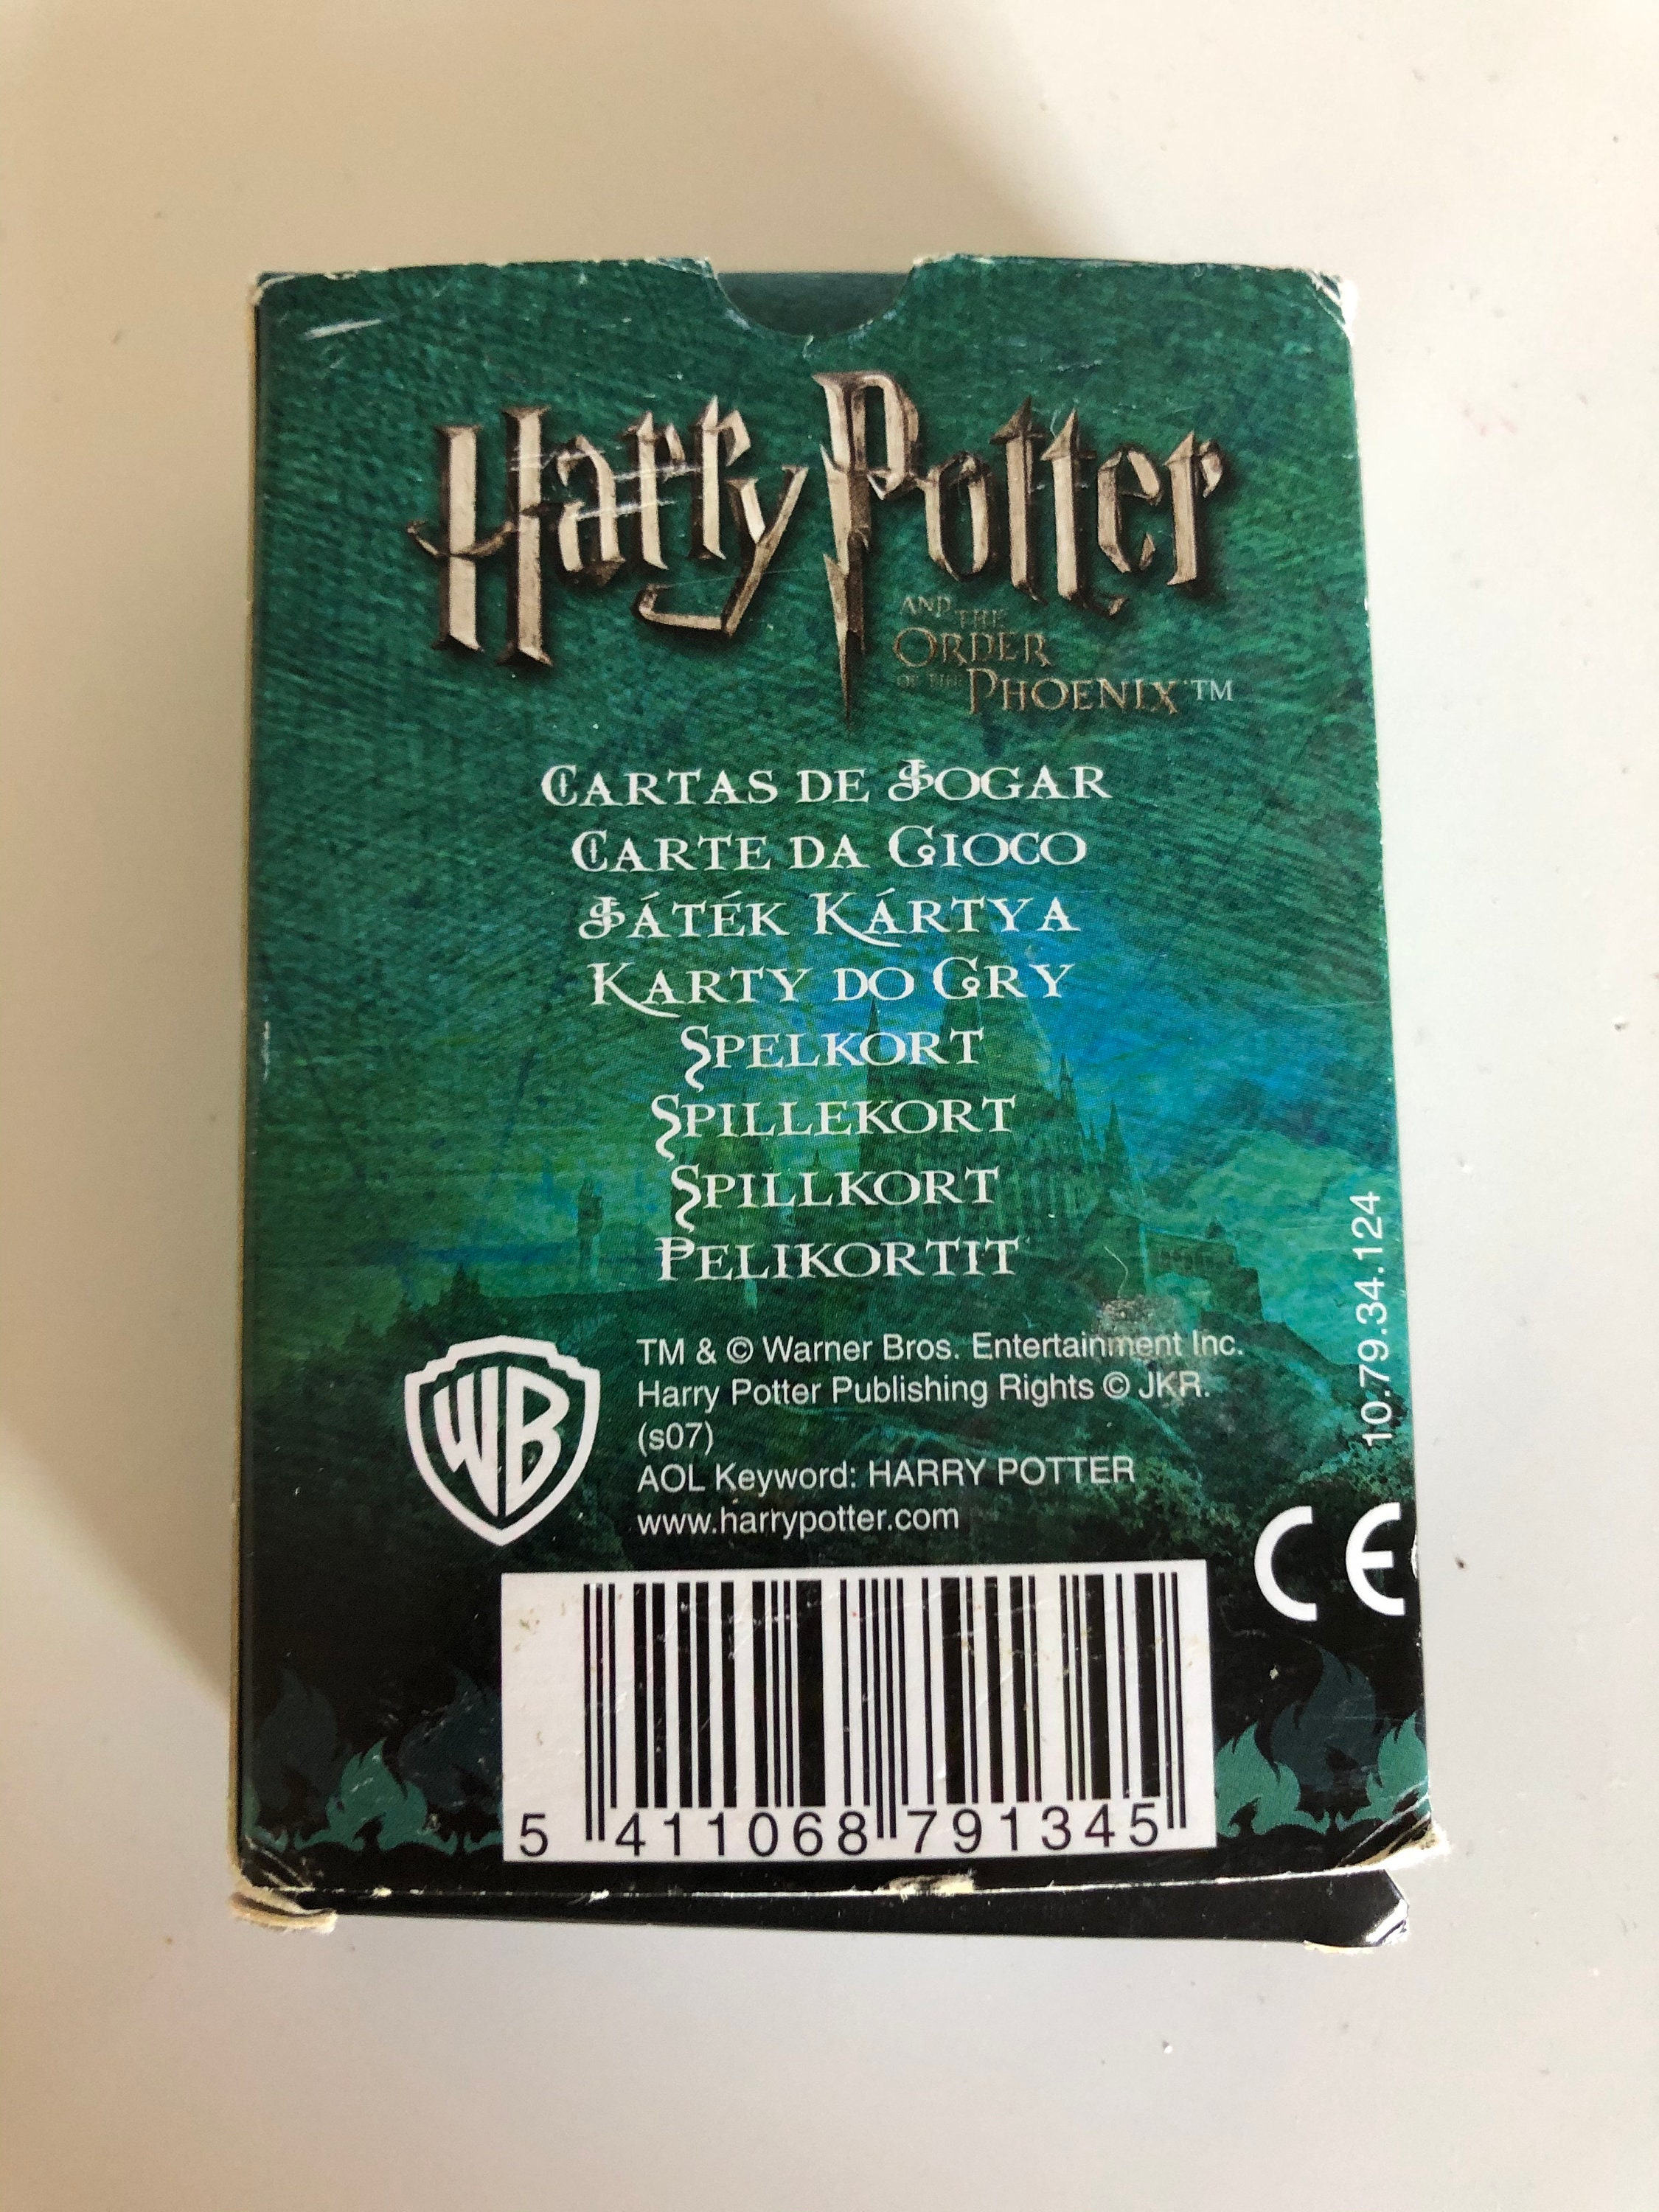 Harry Potter
AND THE
ORDER
OF THE
PHOENIX™
CARTAS DE JOGAR
CARTE DA GIOCO
JÁTÉK KÁRTYA
KARTY DO GRY
SPELKORT
SPILLEKORT
SPILLKORT
PELIKORTIT
WB
TM & © Warner Bros. Entertainment Inc.
Harry Potter Publishing Rights © JKR.
(s07)
AOL Keyword: HARRY POTTER
www.harrypotter.com
10.79.34.124
CE
5 411068 791345